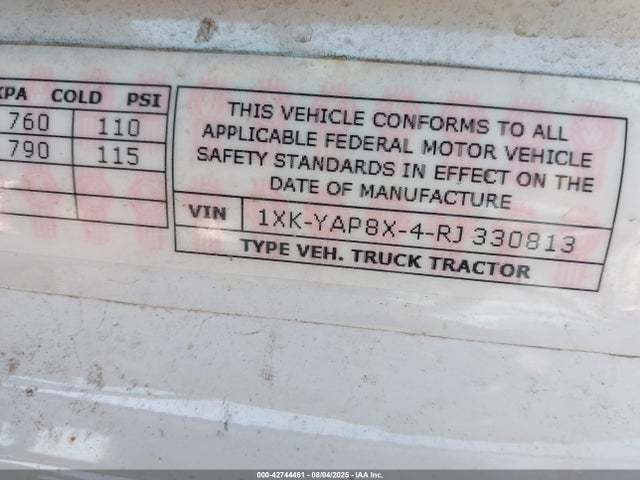 KPA COLD PSI
760 110
790 115
THIS VEHICLE CONFORMS TO ALL
APPLICABLE FEDERAL MOTOR VEHICLE
SAFETY STANDARDS IN EFFECT ON THE
DATE OF MANUFACTURE
VIN 1XK-YAP8X-4-RJ 330813
TYPE VEH. TRUCK TRACTOR
000-42744461 - 08/04/2025 - IAA Inc.